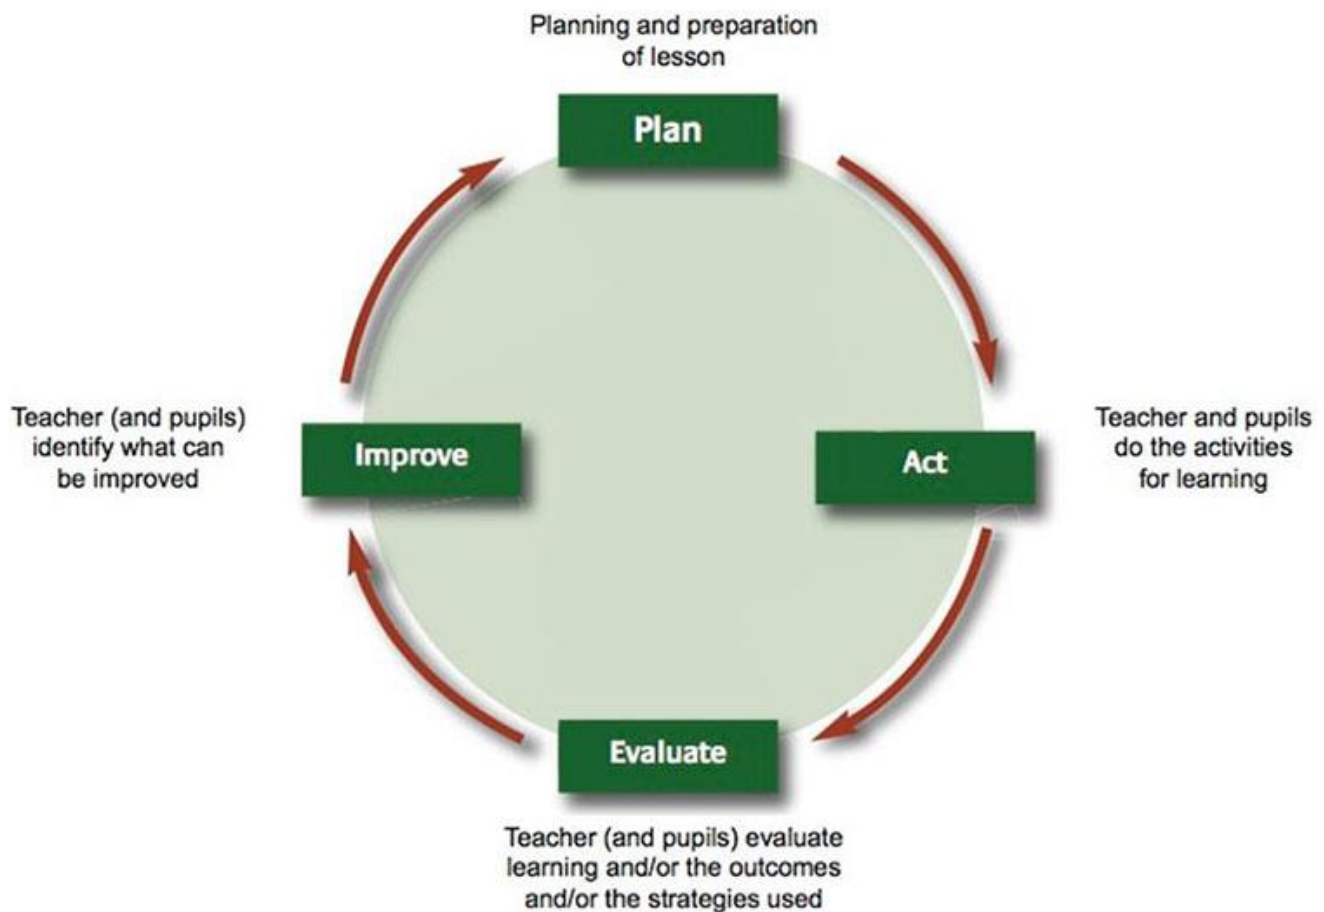 Planning and preparation
of lesson
Plan
Teacher and pupils
do the activities
for learning
Act
Evaluate
Teacher (and pupils) evaluate
learning and/or the outcomes
and/or the strategies used
Teacher (and pupils)
identify what can
be improved
Improve